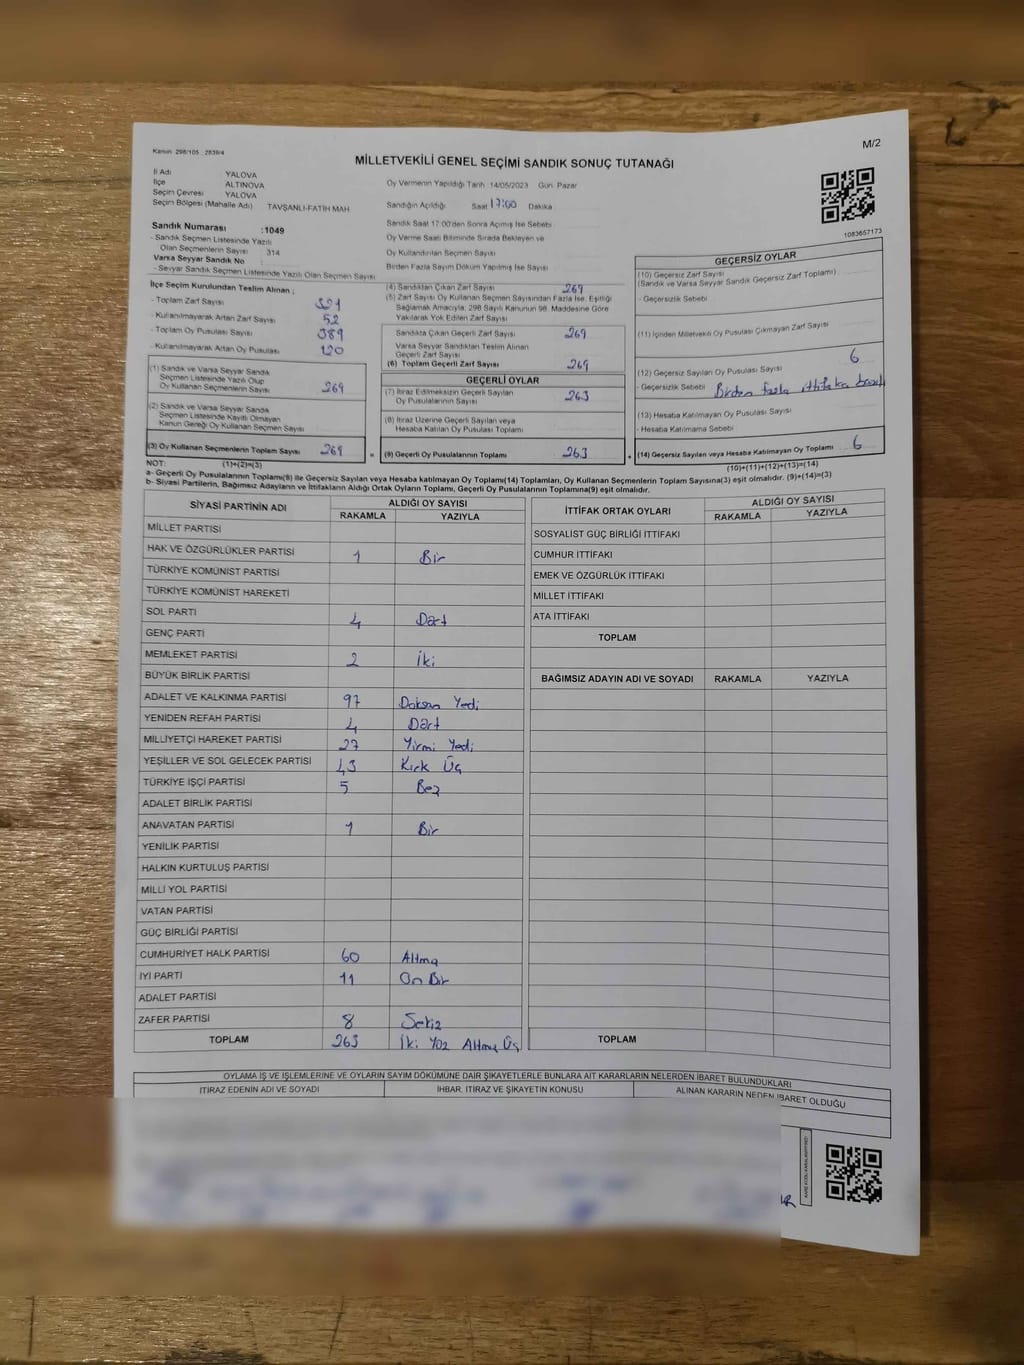 Kanun 298/105 2839/4
M/2
MİLLETVEKİLİ GENEL SEÇİMİ SANDIK SONUÇ TUTANAĞI
İl Adı YALOVA
İlçe ALTINOVA
Seçim Çevresi YALOVA
Seçim Bölgesi (Mahalle Adı) TAVŞANLI-FATİH MAH.
Oy Vermenin Yapıldığı Tarih :14/05/2023 Gün: Pazar
Sandığın Açıldığı Saat 17:00 Dakika
Sandık Saat 17:00'den Sonra Açımış İse Sebebi
Oy Verme Saati Bitiminde Sırada Bekleyen ve
Oy Kullandırılan Seçmen Sayısı
Birden Fazla Sayım Döküm Yapılmış İse Sayısı
1083657173
Sandık Numarası :1049
- Sandık Seçmen Listesinde Yazılı
Olan Seçmenlerin Sayısı 314
Varsa Seyyar Sandık No :
- Seyyar Sandık Seçmen Listesinde Yazılı Olan Seçmen Sayısı
İlçe Seçim Kurulundan Teslim Alınan ;
- Toplam Zarf Sayısı
- Kullanılmayarak Artan Zarf Sayısı 52
- Toplam Oy Pusulası Sayısı 389
- Kullanılmayarak Artan Oy Pusulası 120
(1) Sandık ve Varsa Seyyar Sandık
Seçmen Listesinde Yazılı Olup
Oy Kullanan Seçmenlerin Sayısı 269
(2) Sandık ve Varsa Seyyar Sandık
Seçmen Listesinde Kayıtlı Olmayan
Kanun Gereği Oy Kullanan Seçmen Sayısı
(3) Oy Kullanan Seçmenlerin Toplam Sayısı 269
(1)+(2)=(3)
(4) Sandıktan Çıkan Zarf Sayısı 269
(5) Zarf Sayısı Oy Kullanan Seçmen Sayısından Fazla İse, Eşitliği
Sağlamak Amacıyla; 298 Sayılı Kanunun 98. Maddesine Göre
Yakılarak Yok Edilen Zarf Sayısı
Sandıkta Çıkan Geçerli Zarf Sayısı 269
Varsa Seyyar Sandıktan Teslim Alınan
Geçerli Zarf Sayısı
(6) Toplam Geçerli Zarf Sayısı 269
GEÇERLİ OYLAR
(7) İtiraz Edilmeksizin Geçerli Sayılan
Oy Pusulalarının Sayısı 263
(8) İtiraz Üzerine Geçerli Sayılan veya
Hesaba Katılan Oy Pusulası Toplamı
(9) Geçerli Oy Pusulalarının Toplamı 263
GEÇERSİZ OYLAR
(10) Geçersiz Zarf Sayısı
(Sandık ve Varsa Seyyar Sandık Geçersiz Zarf Toplamı)
- Geçersizlik Sebebi
(11) İçinden Milletvekili Oy Pusulası Çıkmayan Zarf Sayısı
(12) Geçersiz Sayılan Oy Pusulası Sayısı 6
- Geçersizlik Sebebi Birden fazla ittifaka
(13) Hesaba Katılmayan Oy Pusulası Sayısı
- Hesaba Katılmama Sebebi
(14) Geçersiz Sayılan veya Hesaba Katılmayan Oy Toplamı 6
(10)+(11)+(12)+(13)=(14)
NOT:
a- Geçerli Oy Pusulalarının Toplamı(9) ile Geçersiz Sayılan veya Hesaba katılmayan Oy Toplamı(14) Toplamları, Oy Kullanan Seçmenlerin Toplam Sayısına(3) eşit olmalıdır. (9)+(14)=(3)
b- Siyasi Partilerin, Bağımsız Adayların ve İttifakların Aldığı Ortak Oyların Toplamı, Geçerli Oy Pusulalarının Toplamına(9) eşit olmalıdır.
SİYASİ PARTİNİN ADI ALDIĞI OY SAYISI
RAKAMLA YAZIYLA
MİLLET PARTİSİ
HAK VE ÖZGÜRLÜKLER PARTİSİ 1 Bir
TÜRKİYE KOMÜNİST PARTİSİ
TÜRKİYE KOMÜNİST HAREKETİ
SOL PARTİ 4 Dört
GENÇ PARTİ
MEMLEKET PARTİSİ 2 İki
BÜYÜK BİRLİK PARTİSİ
ADALET VE KALKINMA PARTİSİ 97 Doksan Yedi
YENİDEN REFAH PARTİSİ 4 Dört
MİLLİYETÇİ HAREKET PARTİSİ 27 Yirmi Yedi
YEŞİLLER VE SOL GELECEK PARTİSİ 43 Kırk Üç
TÜRKİYE İŞÇİ PARTİSİ 5 Beş
ADALET BİRLİK PARTİSİ
ANAVATAN PARTİSİ 1 Bir
YENİLİK PARTİSİ
HALKIN KURTULUŞ PARTİSİ
MİLLİ YOL PARTİSİ
VATAN PARTİSİ
GÜÇ BİRLİĞİ PARTİSİ
CUMHURİYET HALK PARTİSİ 60 Altmış
İYİ PARTİ 11 On Bir
ADALET PARTİSİ
ZAFER PARTİSİ 8 Sekiz
TOPLAM 263 İki Yüz Altmış Üç
İTTİFAK ORTAK OYLARI ALDIĞI OY SAYISI
RAKAMLA YAZIYLA
SOSYALİST GÜÇ BİRLİĞİ İTTİFAKI
CUMHUR İTTİFAKI
EMEK VE ÖZGÜRLÜK İTTİFAKI
MİLLET İTTİFAKI
ATA İTTİFAKI
TOPLAM
BAĞIMSIZ ADAYIN ADI VE SOYADI RAKAMLA YAZIYLA
TOPLAM
OYLAMA İŞ VE İŞLEMLERİNE VE OYLARIN SAYIM DÖKÜMÜNE DAİR ŞİKAYETLERLE BUNLARA AİT KARARLARIN NELERDEN İBARET BULUNDUKLARI
İTİRAZ EDENİN ADI VE SOYADI İHBAR, İTİRAZ VE ŞİKAYETİN KONUSU ALINAN KARARIN NEDEN İBARET OLDUĞU